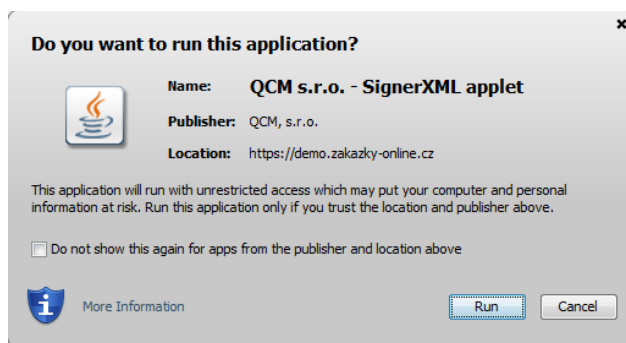 Do you want to run this application?
Name: QCM s.r.o. - SignerXML applet
Publisher: QCM, s.r.o.
Location: https://demo.zakazky-online.cz
This application will run with unrestricted access which may put your computer and personal
information at risk. Run this application only if you trust the location and publisher above.
Do not show this again for apps from the publisher and location above
More Information
Run
Cancel